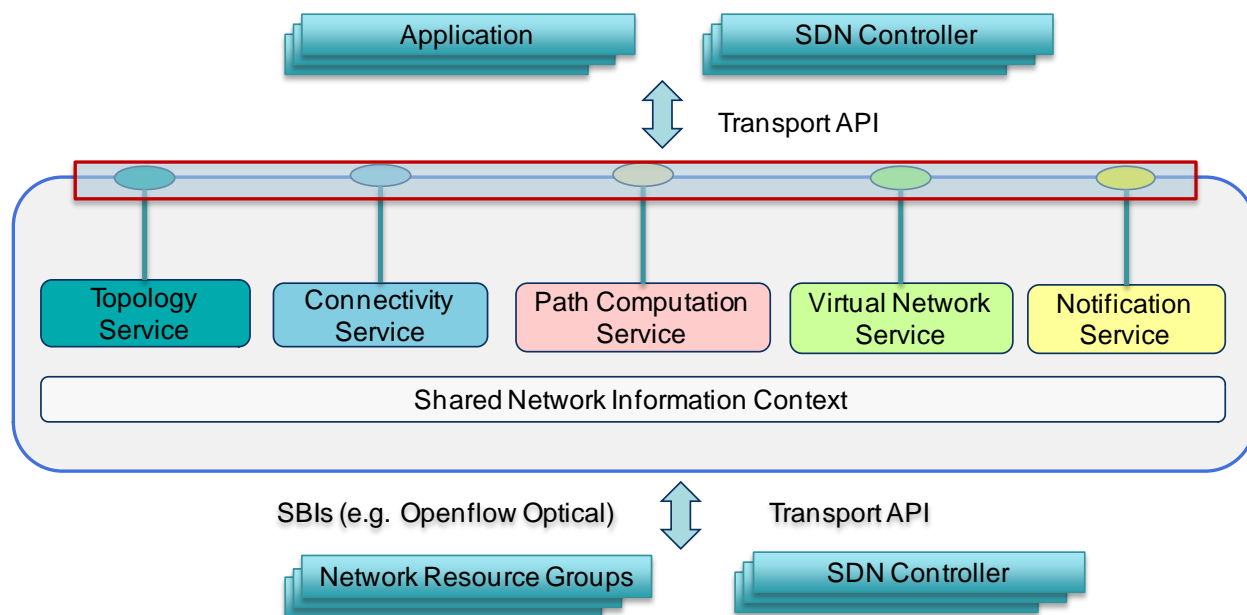 Application
SDN Controller
Transport API
Topology
Service
Connectivity
Service
Path Computation
Service
Virtual Network
Service
Notification
Service
Shared Network Information Context
SBIs (e.g. Openflow Optical)
Transport API
Network Resource Groups
SDN Controller